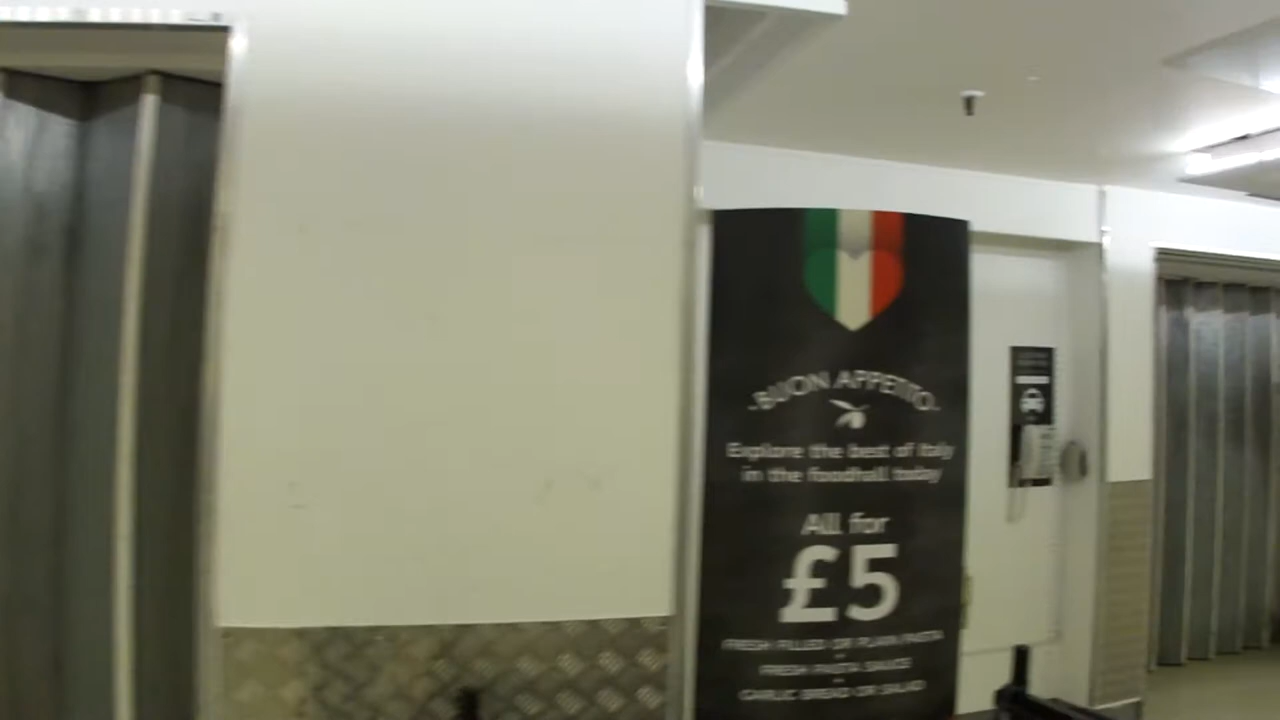 ·BUON APPETITO·
Explore the best of Italy
in the foodhall today
All for
£5
FRESH FILLED OR PLAIN PASTA
FRESH PASTA SAUCE
GARLIC BREAD OR SALAD